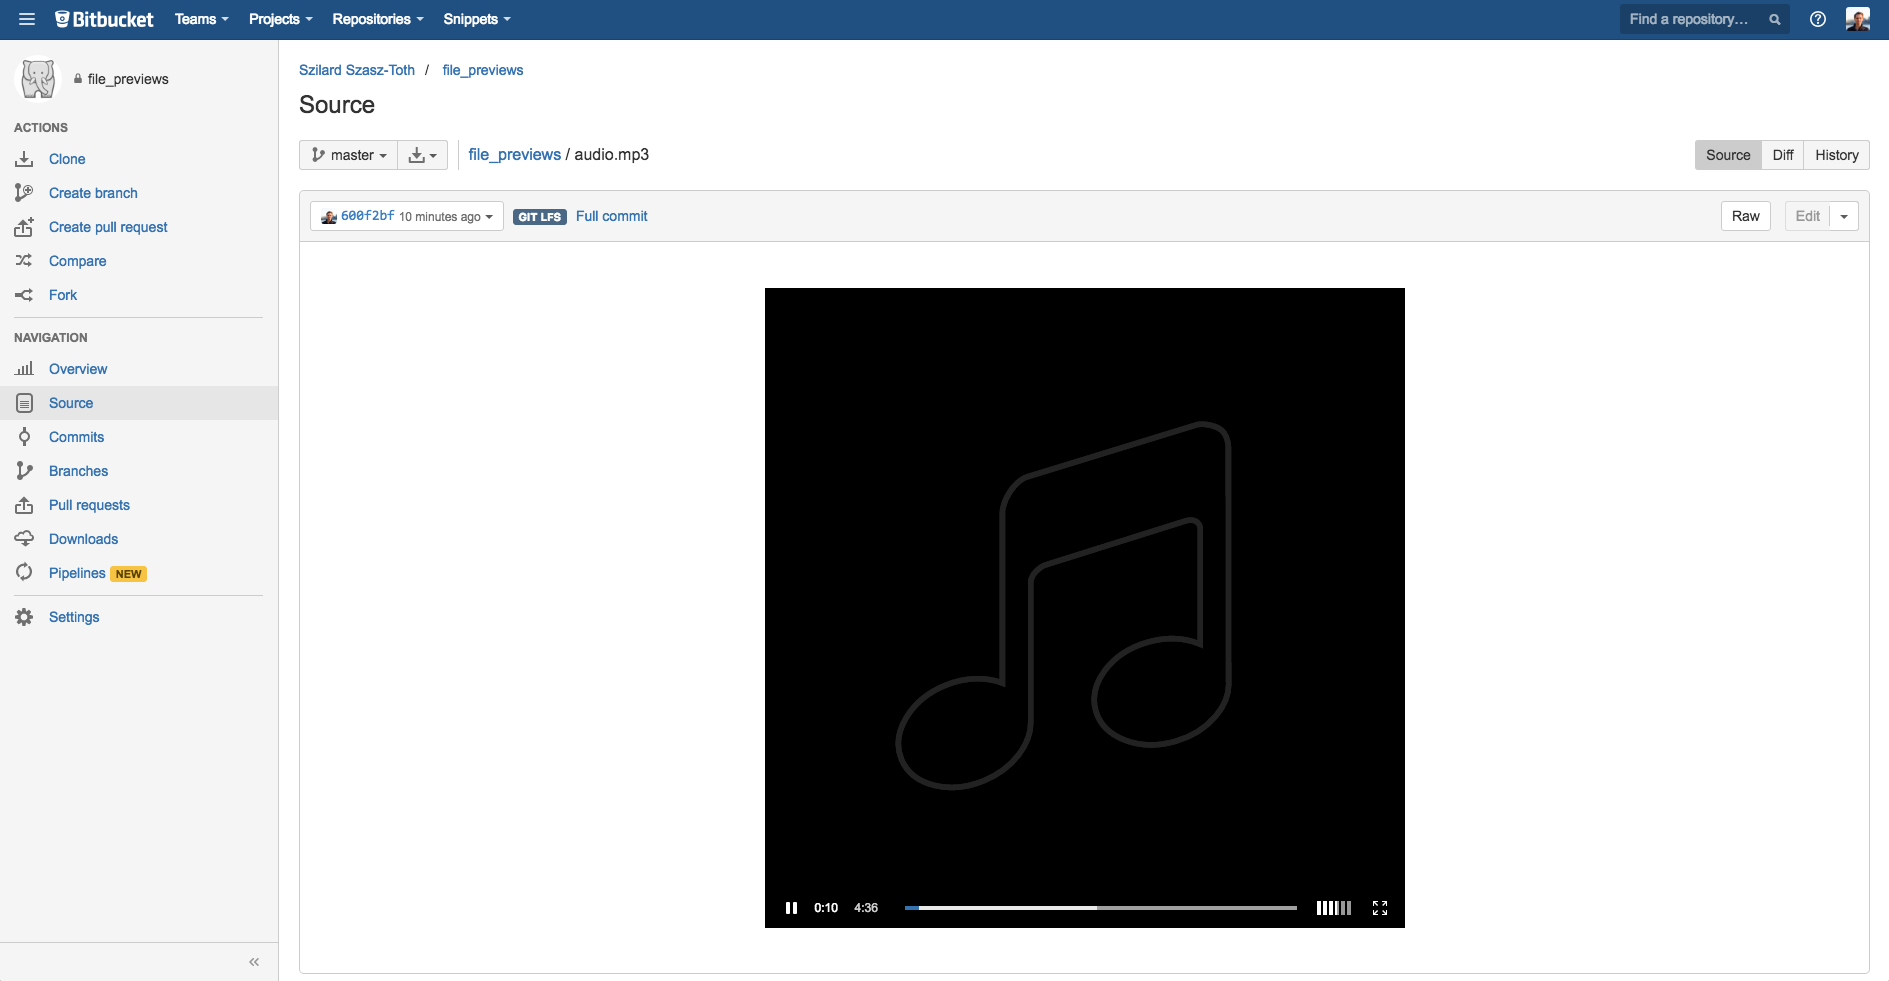 Bitbucket Teams Projects Repositories Snippets Find a repository...
file_previews
ACTIONS
Clone
Create branch
Create pull request
Compare
Fork
NAVIGATION
Overview
Source
Commits
Branches
Pull requests
Downloads
Pipelines NEW
Settings
Szilard Szasz-Toth / file_previews
Source
master file_previews / audio.mp3 Source Diff History
600f2bf 10 minutes ago GIT LFS Full commit Raw Edit
0:10 4:36